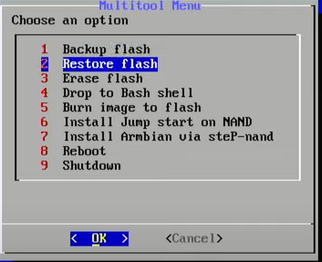 Multitool Menu
Choose an option
1 Backup flash
2 Restore flash
3 Erase flash
4 Drop to Bash shell
5 Burn image to flash
6 Install Jump start on NAND
7 Install Armbian via steP-nand
8 Reboot
9 Shutdown
< OK > <Cancel>